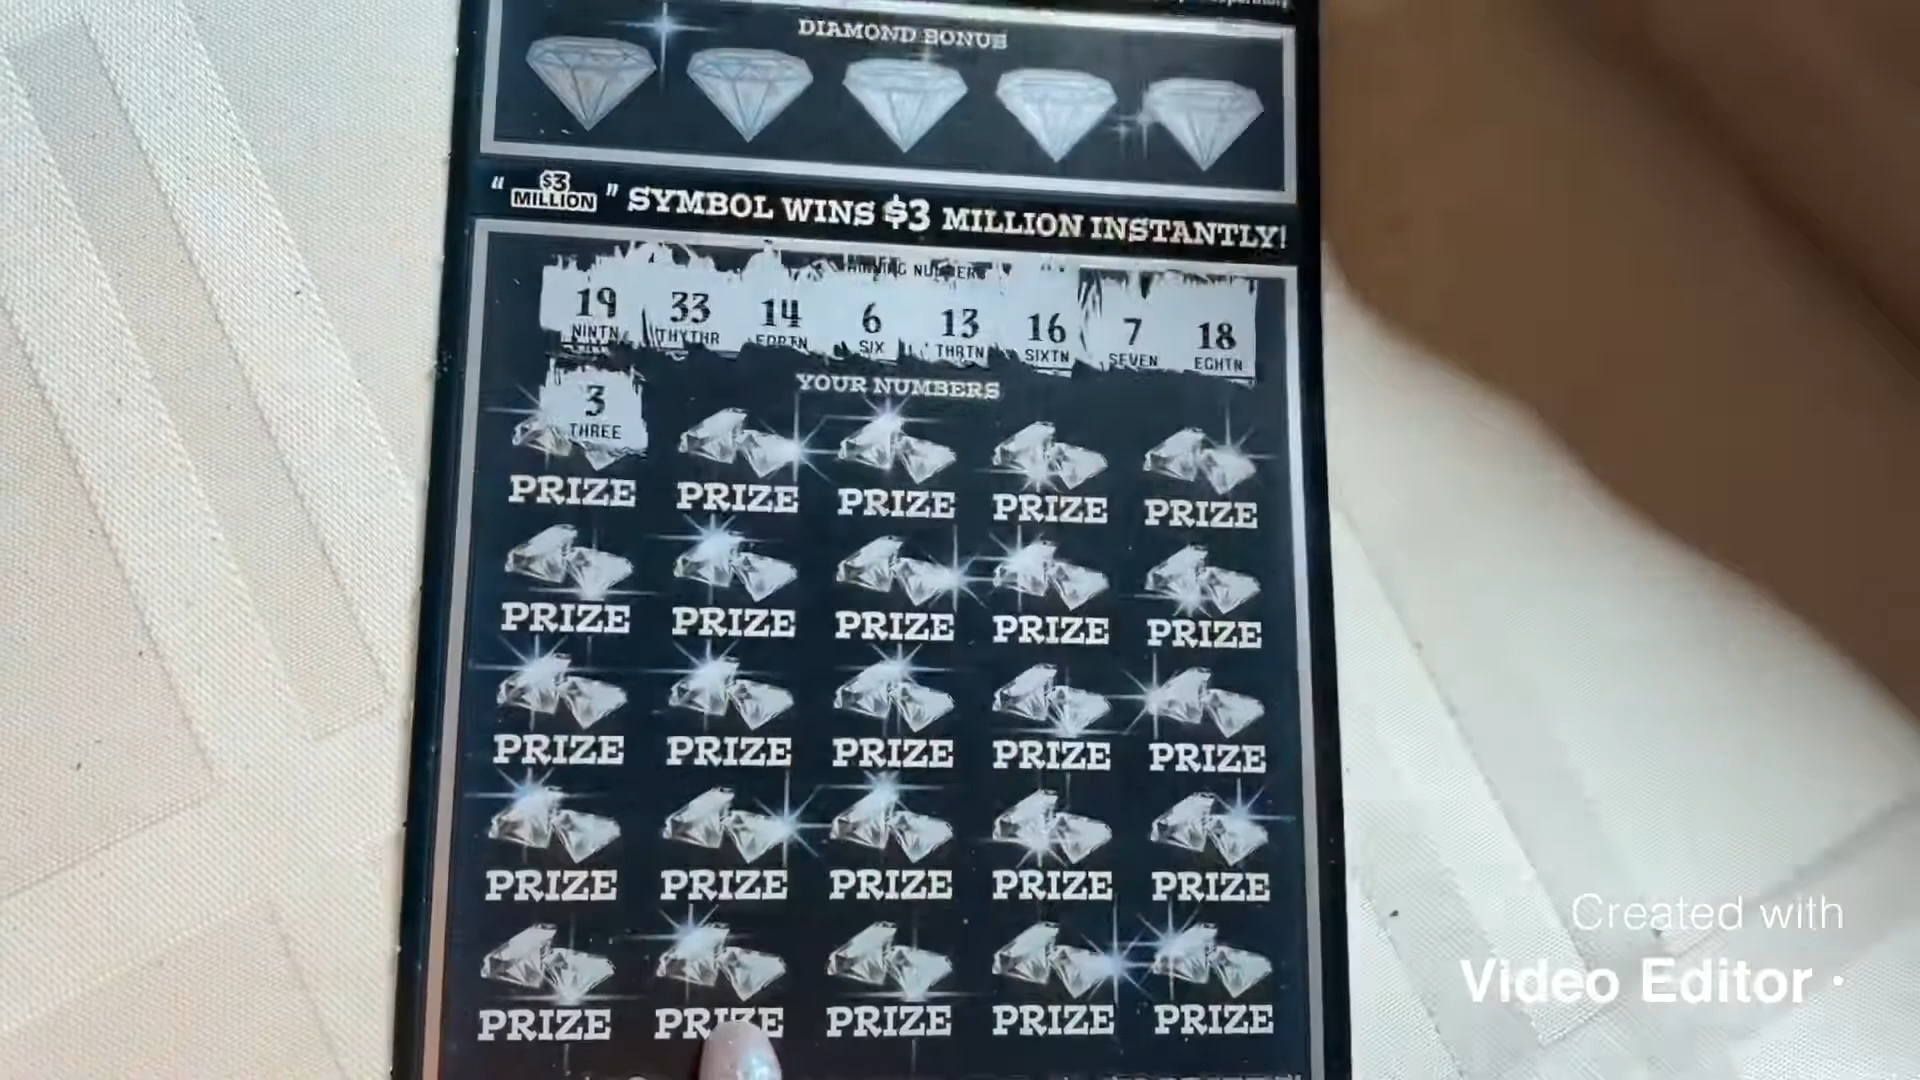 DIAMOND BONUS
"$3 MILLION" SYMBOL WINS $3 MILLION INSTANTLY!
19 33 14 6 13 16 7 18
NINTN THYTHR SIX THRTN SIXTN SEVEN EGHTN
YOUR NUMBERS
3
THREE
PRIZE PRIZE PRIZE PRIZE PRIZE
PRIZE PRIZE PRIZE PRIZE PRIZE
PRIZE PRIZE PRIZE PRIZE PRIZE
PRIZE PRIZE PRIZE PRIZE PRIZE
PRIZE PRIZE PRIZE PRIZE PRIZE
Created with
Video Editor